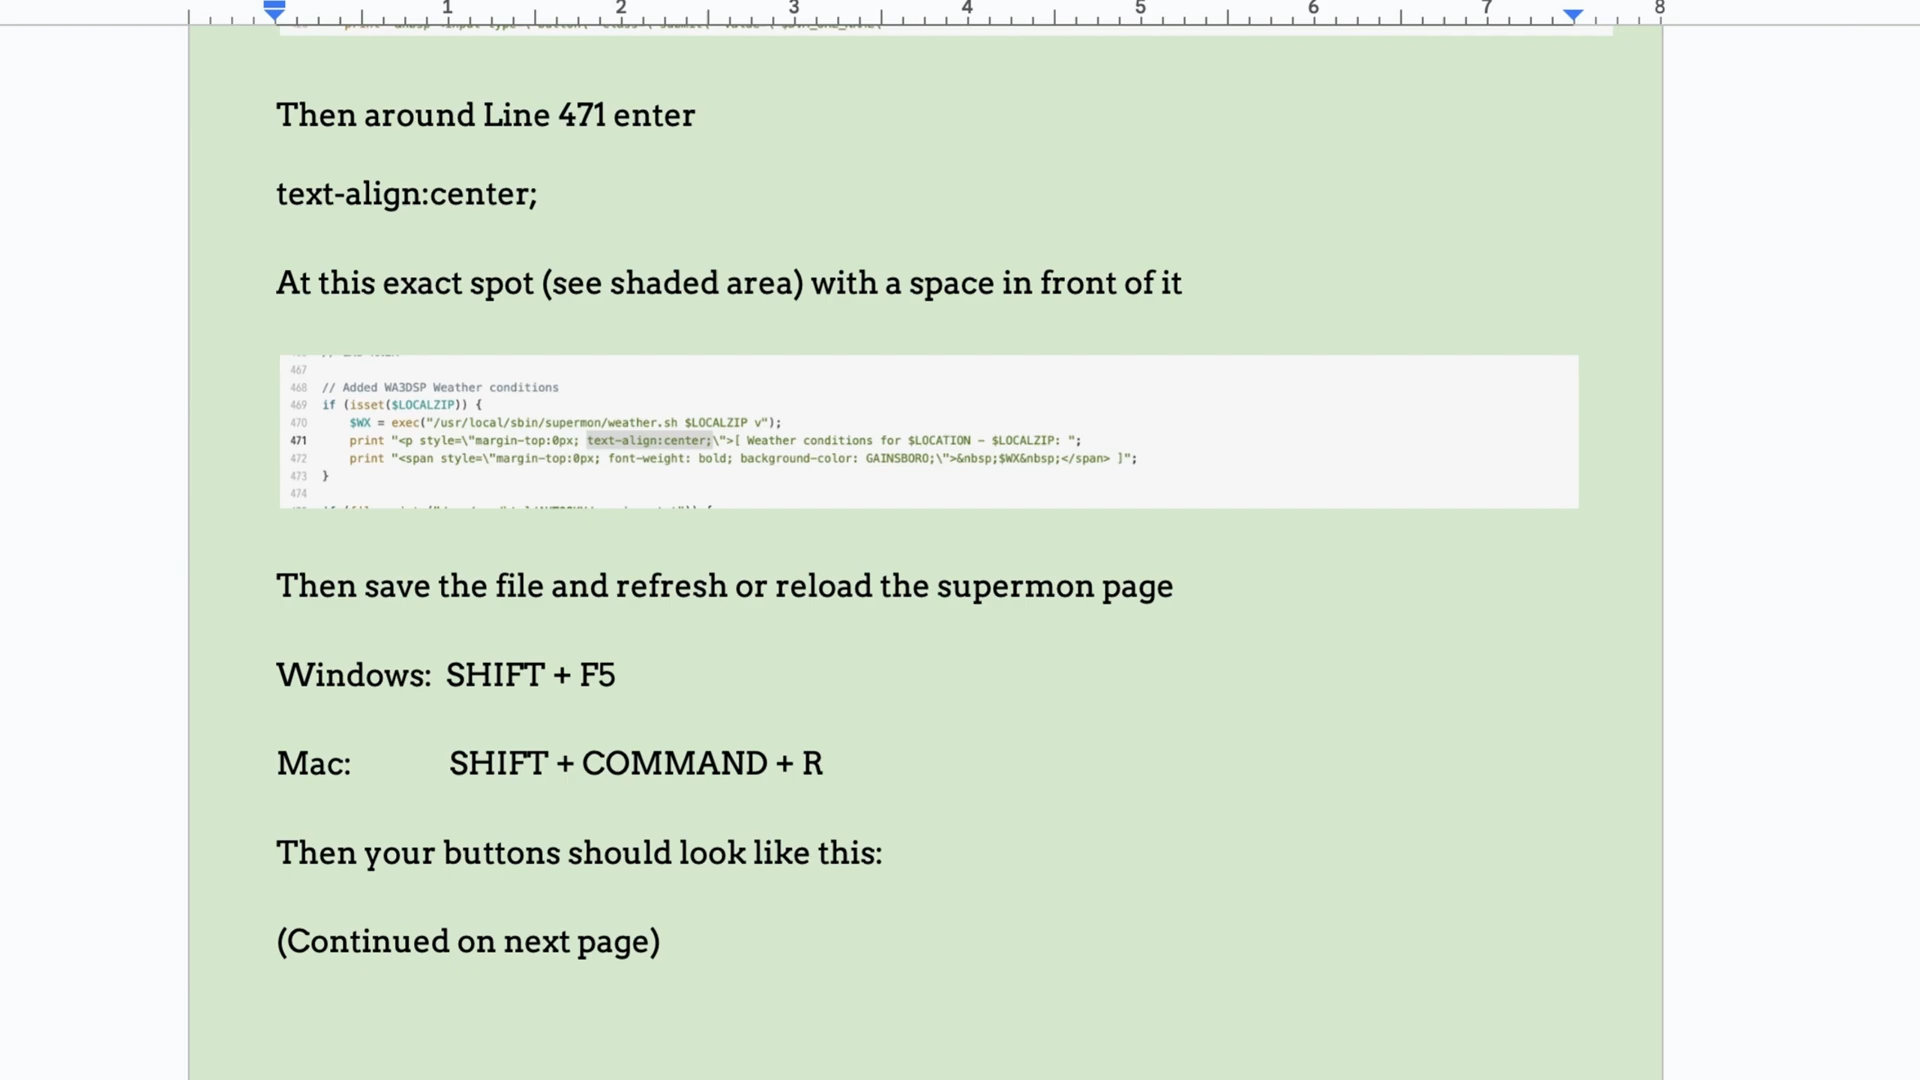 1 2 3 4 5 6 7 8
Then around Line 471 enter
text-align:center;
At this exact spot (see shaded area) with a space in front of it
467
468 // Added WA3DSP Weather conditions
469 if (isset($LOCALZIP)) {
470 $WX = exec("/usr/local/sbin/supermon/weather.sh $LOCALZIP v");
471 print "<p style=\"margin-top:0px; text-align:center;\">[ Weather conditions for $LOCATION - $LOCALZIP: ";
472 print "<span style=\"margin-top:0px; font-weight: bold; background-color: GAINSBORO;\">&nbsp;$WX&nbsp;</span> ]";
473 }
474
Then save the file and refresh or reload the supermon page
Windows: SHIFT + F5
Mac: SHIFT + COMMAND + R
Then your buttons should look like this:
(Continued on next page)